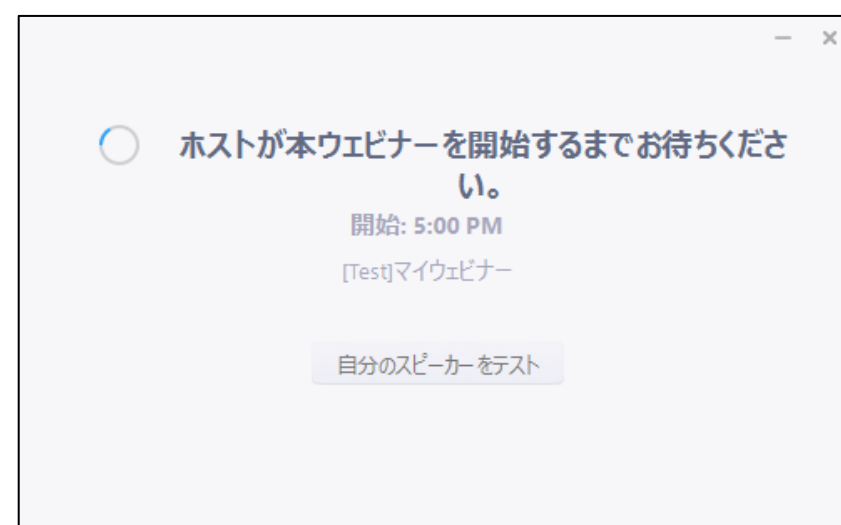 ホストが本ウェビナーを開始するまでお待ちくださ
い。
開始: 5:00 PM
[Test]マイウェビナー
自分のスピーカーをテスト